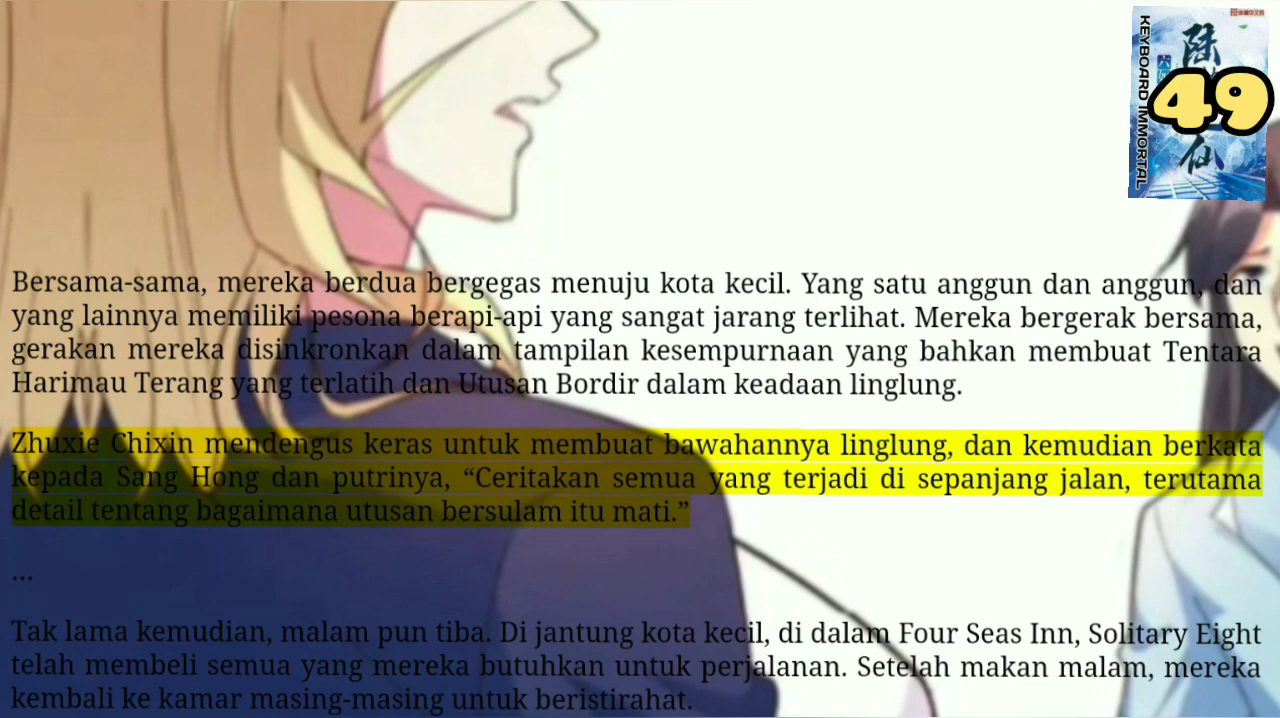 KEYBOARD IMMORTAL
49
Bersama-sama, mereka berdua bergegas menuju kota kecil. Yang satu anggun dan anggun, dan
yang lainnya memiliki pesona berapi-api yang sangat jarang terlihat. Mereka bergerak bersama,
gerakan mereka disinkronkan dalam tampilan kesempurnaan yang bahkan membuat Tentara
Harimau Terang yang terlatih dan Utusan Bordir dalam keadaan linglung.
Zhuxie Chixin mendengus keras untuk membuat bawahannya linglung, dan kemudian berkata
kepada Sang Hong dan putrinya, “Ceritakan semua yang terjadi di sepanjang jalan, terutama
detail tentang bagaimana utusan bersulam itu mati.”
...
Tak lama kemudian, malam pun tiba. Di jantung kota kecil, di dalam Four Seas Inn, Solitary Eight
telah membeli semua yang mereka butuhkan untuk perjalanan. Setelah makan malam, mereka
kembali ke kamar masing-masing untuk beristirahat.